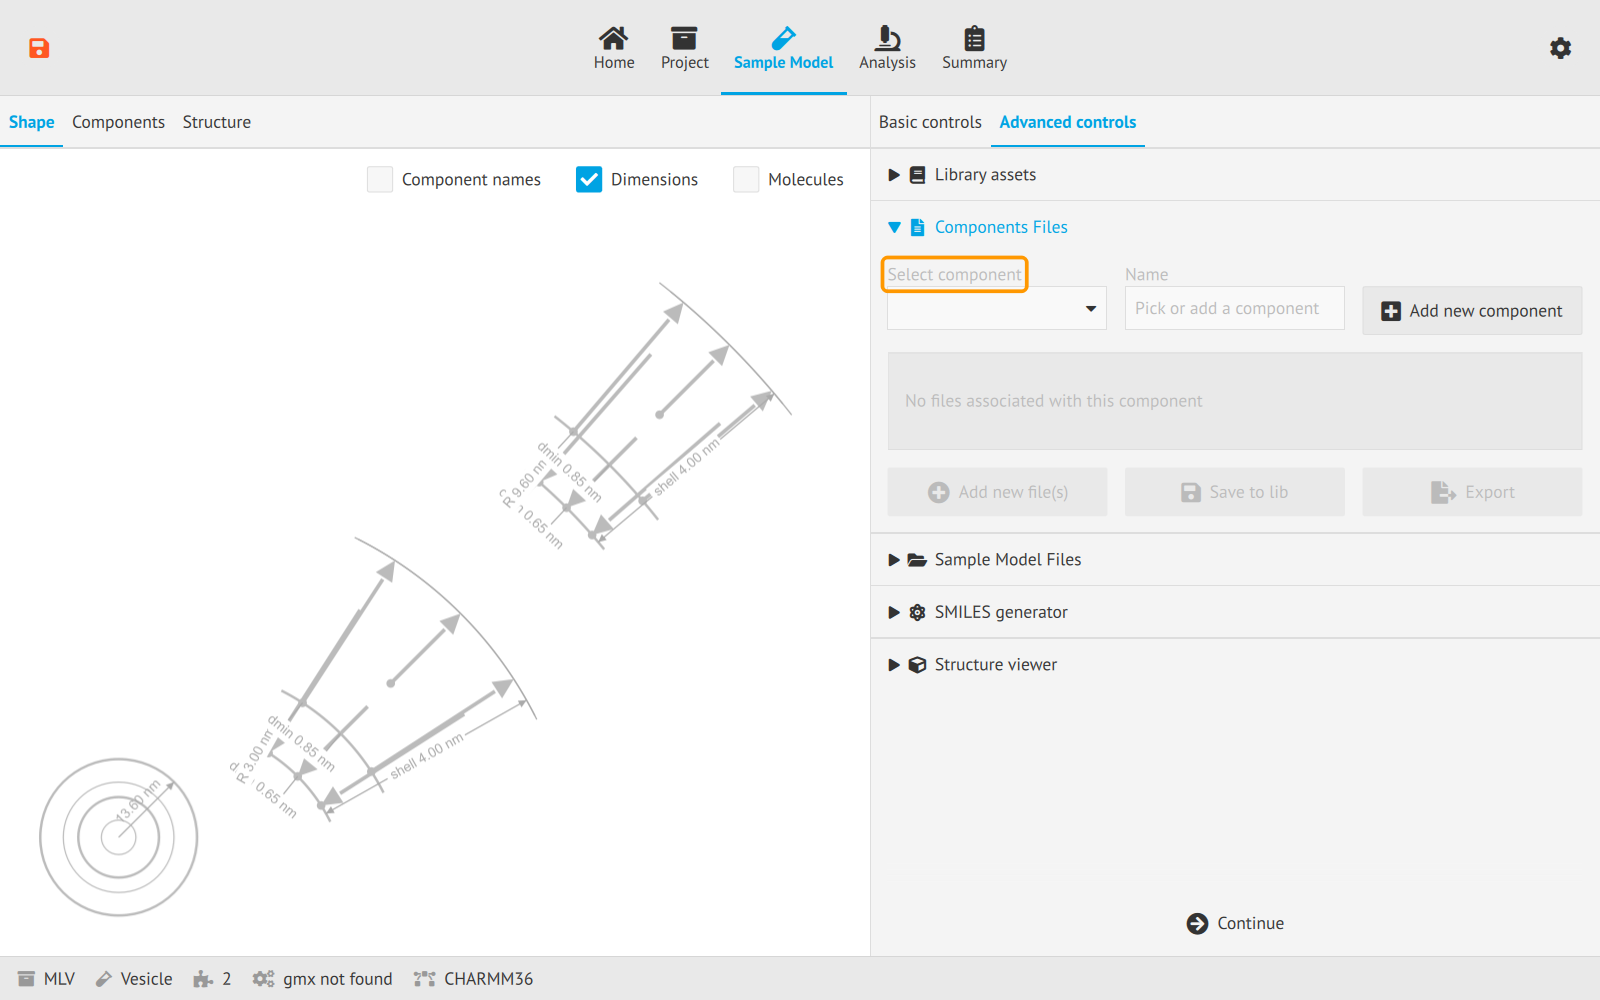 Home
Project
Sample Model
Analysis
Summary
Shape
Components
Structure
Basic controls
Advanced controls
Component names
Dimensions
Molecules
Library assets
Components Files
Select component
Name
Pick or add a component
Add new component
No files associated with this component
Add new file(s)
Save to lib
Export
Sample Model Files
SMILES generator
Structure viewer
dmin 0.85 nm
R 9.60 nm
0.65 nm
shell 4.00 nm
dmin 0.85 nm
R 3.00 nm
0.65 nm
shell 4.00 nm
13.60 nm
Continue
MLV
Vesicle
2
gmx not found
CHARMM36